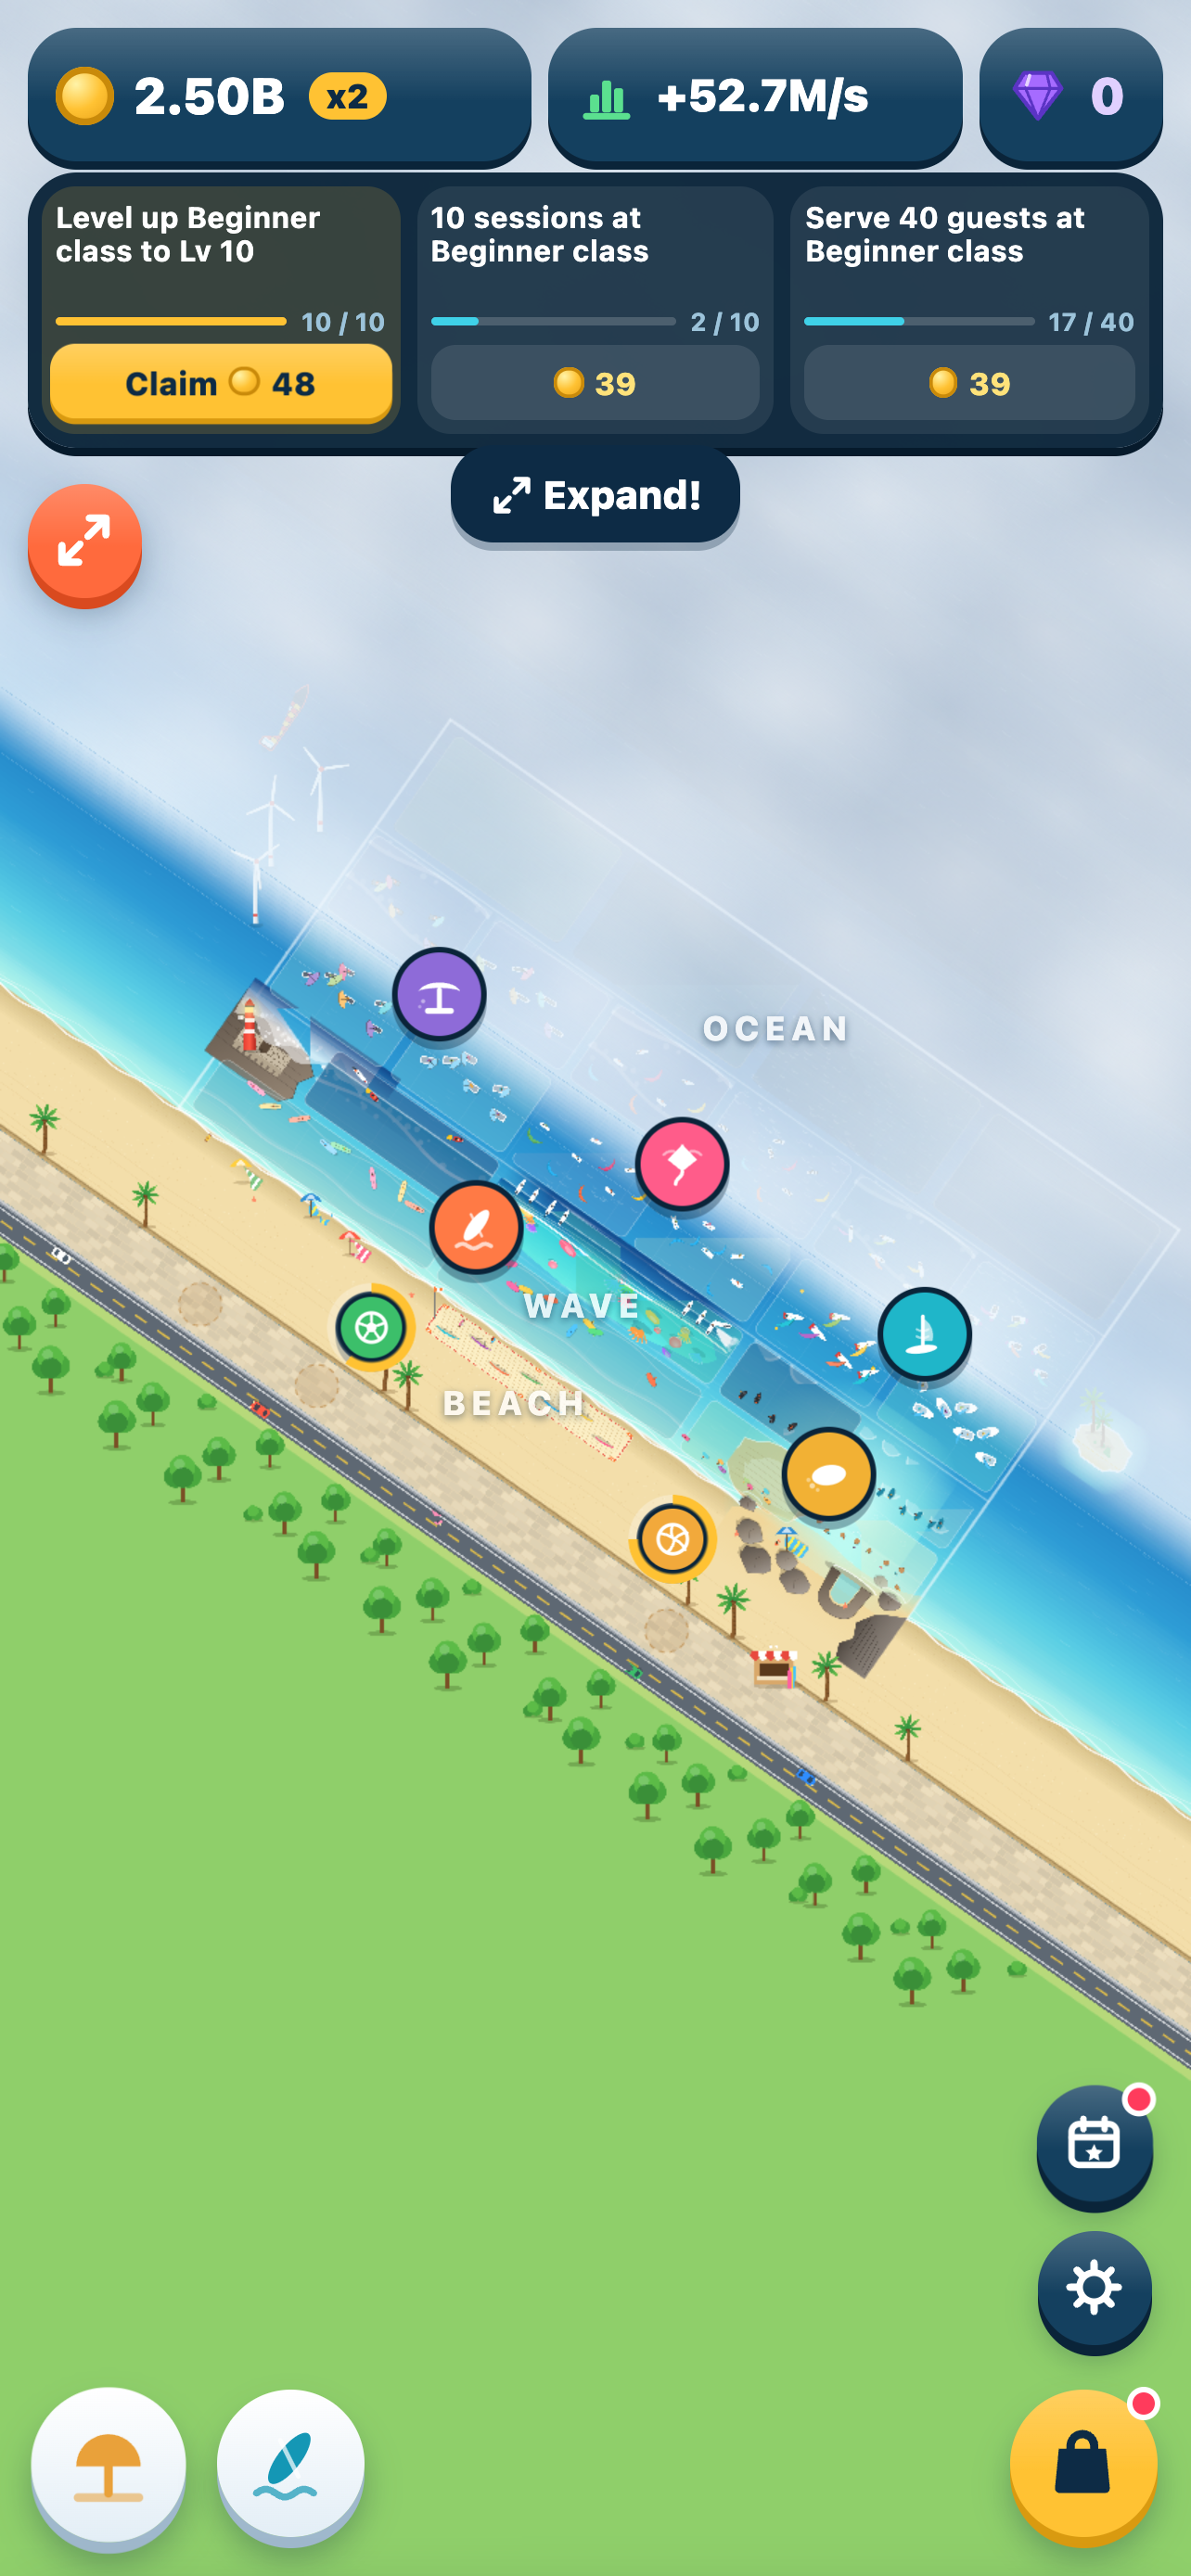 2.50B x2
+52.7M/s
0
Level up Beginner
class to Lv 10
10 / 10
Claim 48
10 sessions at
Beginner class
2 / 10
39
Serve 40 guests at
Beginner class
17 / 40
39
Expand!
OCEAN
WAVE
BEACH